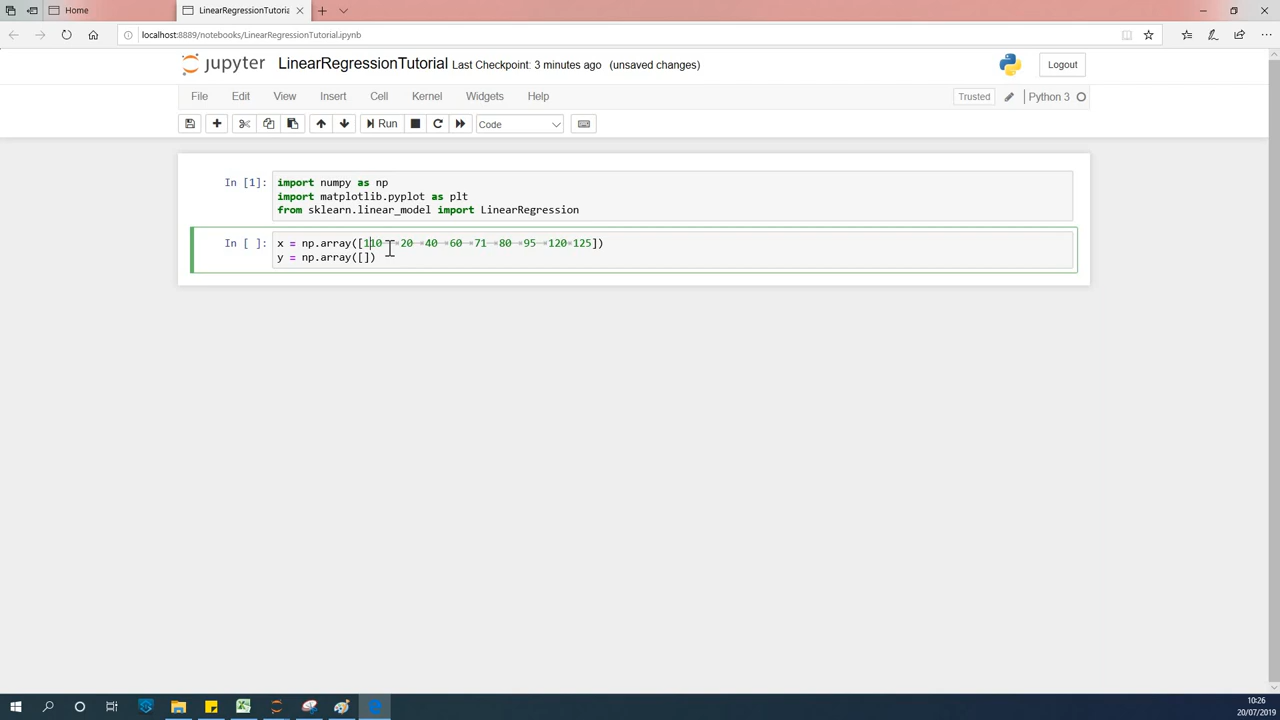 LinearRegressionTutoria
Home
localhost:8889/notebooks/LinearRegressionTutorial.ipynb
jupyter LinearRegressionTutorial Last Checkpoint: 3 minutes ago (unsaved changes)
Logout
File Edit View Insert Cell Kernel Widgets Help
Trusted Python 3
Run Code
In [1]: import numpy as np
import matplotlib.pyplot as plt
from sklearn.linear_model import LinearRegression
In [ ]: x = np.array([110 20 40 60 71 80 95 120 125])
y = np.array([])
10:26
20/07/2019